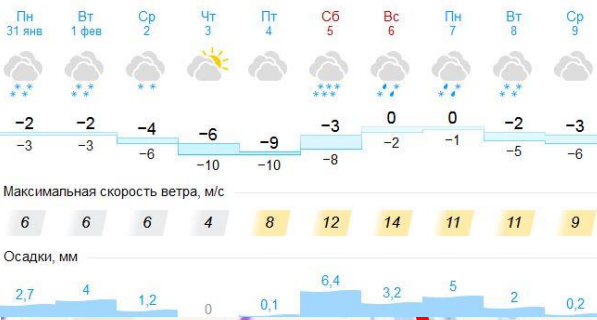 Пн Вт Ср Чт Пт Сб Вс Пн Вт Ср
31 янв 1 фев 2 3 4 5 6 7 8 9
−2 −2 −4 −6 −9 −3 0 0 −2 −3
−3 −3 −6 −10 −10 −8 −2 −1 −5 −6
Максимальная скорость ветра, м/с
6 6 6 4 8 12 14 11 11 9
Осадки, мм
2,7 4 1,2 0 0,1 6,4 3,2 5 2 0,2